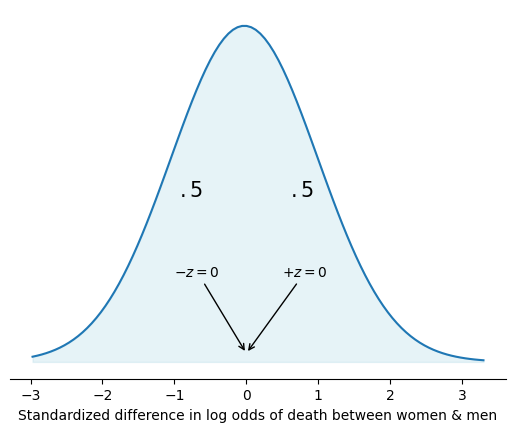 .5 .5
−z = 0 +z = 0
−3 −2 −1 0 1 2 3
Standardized difference in log odds of death between women & men